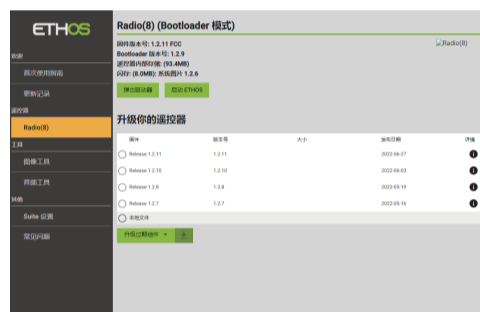 ETHOS
欢迎
首次使用指南
更新记录
遥控器
Radio(8)
工具
图像工具
音频工具
其他
Suite 设置
常见问题
Radio(8) (Bootloader 模式)
固件版本号: 1.2.11 FCC
Bootloader 版本号: 1.2.9
遥控器内部存储: (93.4MB)
闪存: (8.0MB): 系统图片 1.2.6
弹出驱动器
启动 ETHOS
Radio(8)
升级你的遥控器
固件 版本号 大小 发布日期 详情
Release 1.2.11 1.2.11 2022-06-27
Release 1.2.10 1.2.10 2022-06-03
Release 1.2.8 1.2.8 2022-05-19
Release 1.2.7 1.2.7 2022-05-16
本地文件
升级过期组件